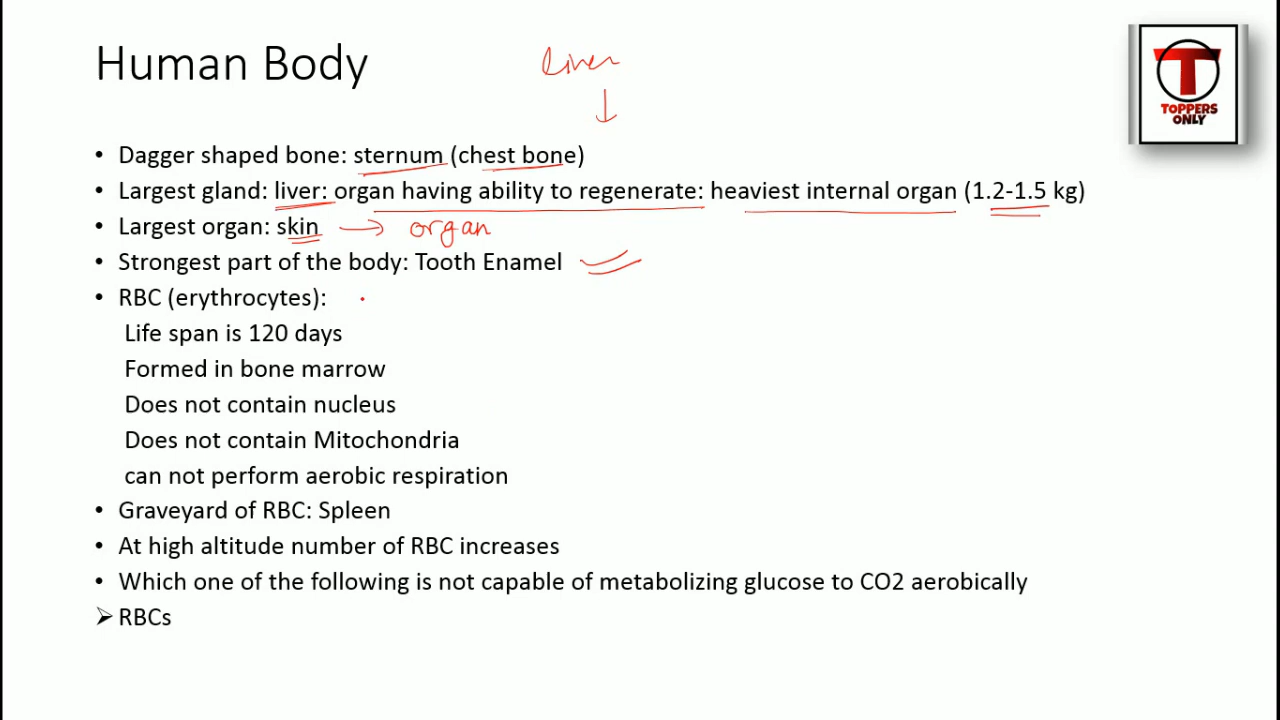 Human Body
liver
T
TOPPERS
ONLY
• Dagger shaped bone: sternum (chest bone)
• Largest gland: liver: organ having ability to regenerate: heaviest internal organ (1.2-1.5 kg)
• Largest organ: skin → organ
• Strongest part of the body: Tooth Enamel
• RBC (erythrocytes):
Life span is 120 days
Formed in bone marrow
Does not contain nucleus
Does not contain Mitochondria
can not perform aerobic respiration
• Graveyard of RBC: Spleen
• At high altitude number of RBC increases
• Which one of the following is not capable of metabolizing glucose to CO2 aerobically
➢ RBCs